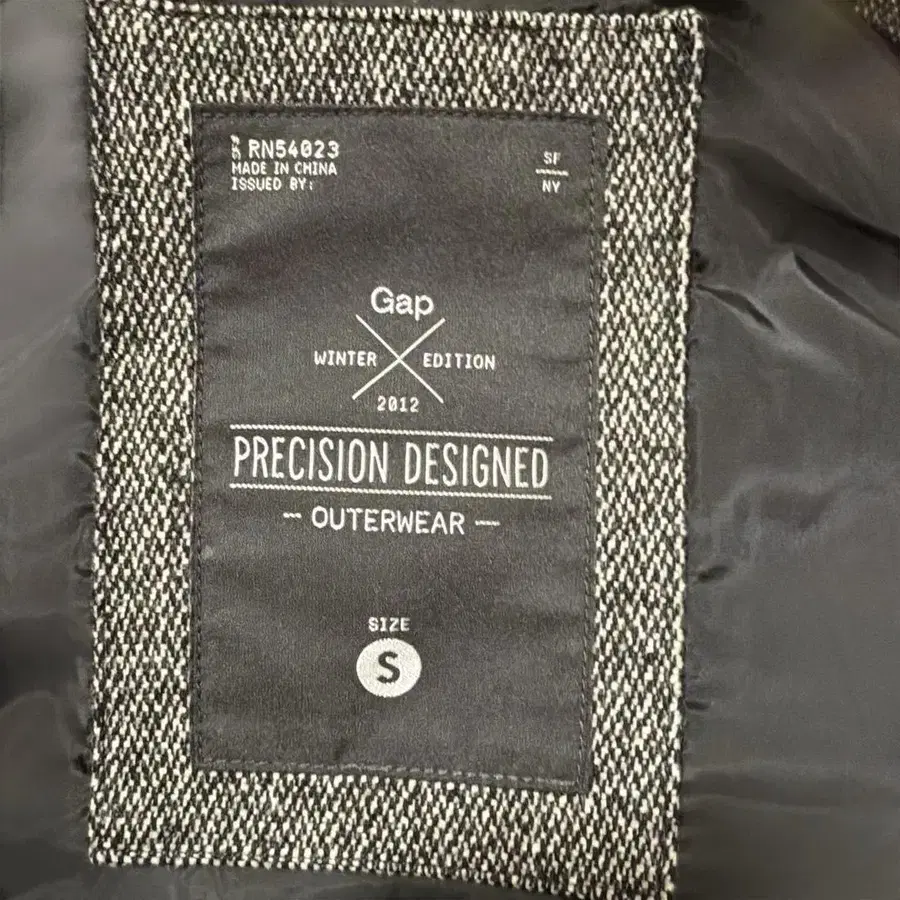 RN54023
MADE IN CHINA
ISSUED BY:
SF
NY
Gap
WINTER EDITION
2012
PRECISION DESIGNED
- OUTERWEAR -
SIZE
S